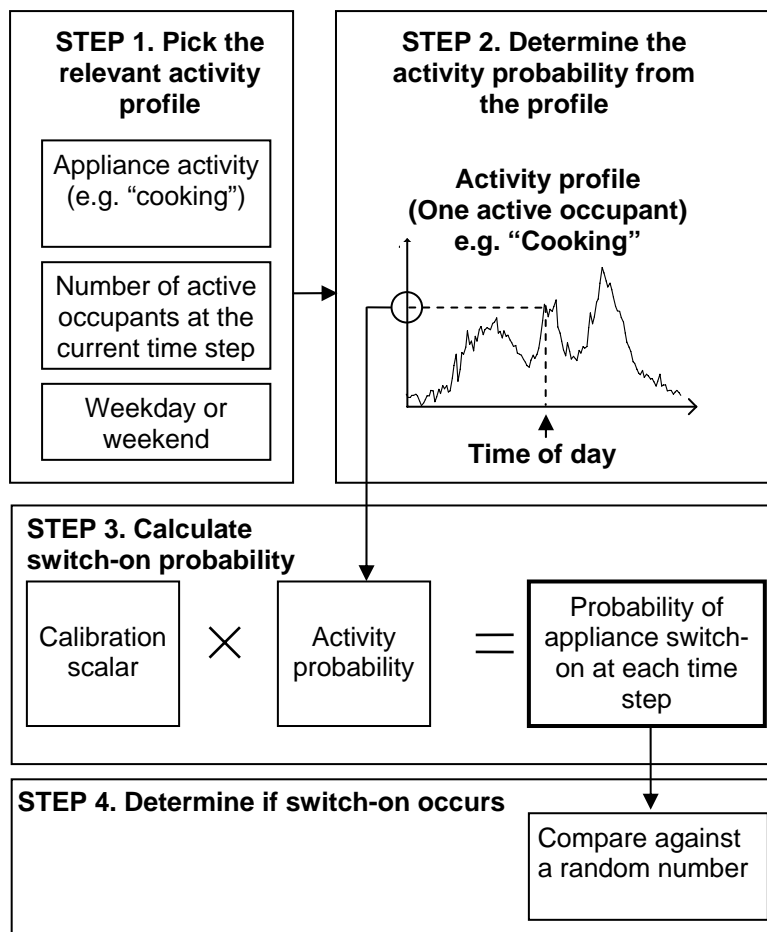 STEP 1. Pick the
relevant activity
profile
Appliance activity
(e.g. “cooking”)
Number of active
occupants at the
current time step
Weekday or
weekend
STEP 2. Determine the
activity probability from
the profile
Activity profile
(One active occupant)
e.g. “Cooking”
Time of day
STEP 3. Calculate
switch-on probability
Calibration
scalar
×
Activity
probability
=
Probability of
appliance switch-
on at each time
step
STEP 4. Determine if switch-on occurs
Compare against
a random number